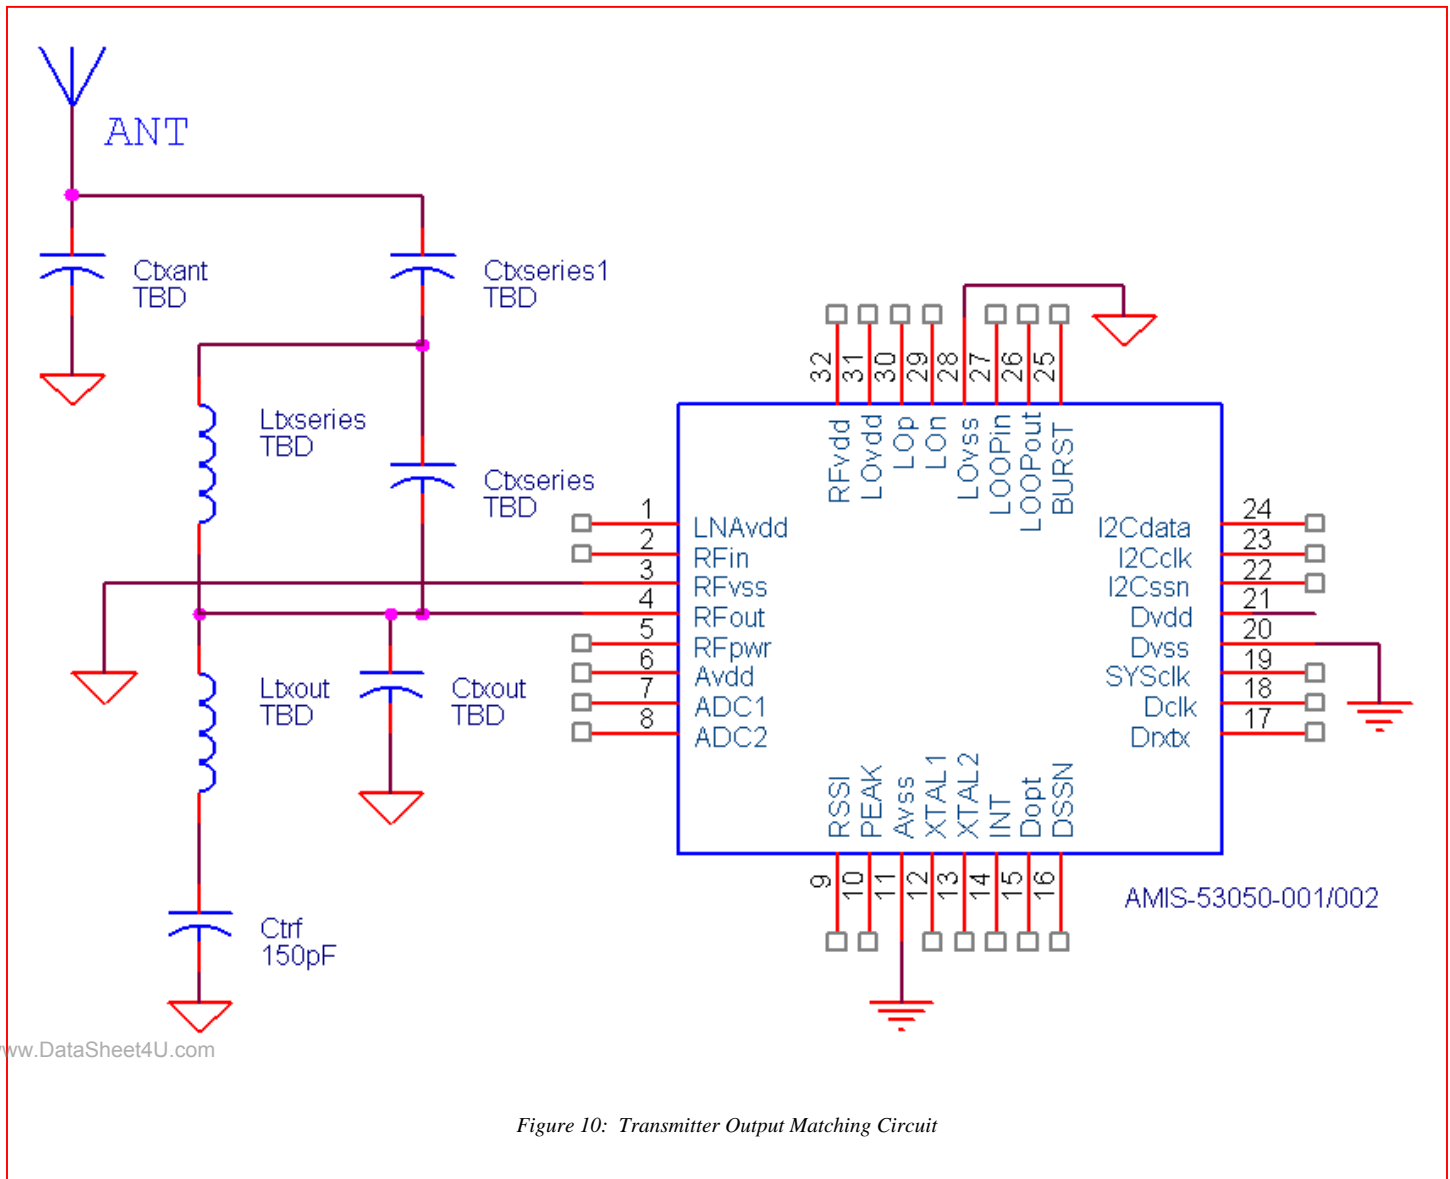 ANT
Ctxant
TBD
Ctxseries1
TBD
Ltxseries
TBD
Ctxseries
TBD
Ltxout
TBD
Ctxout
TBD
Ctrf
150pF
32
31
30
29
28
27
26
25
RFvdd
LOvdd
LOp
LOn
LOvss
LOOPin
LOOPout
BURST
1
LNAvdd
2
RFin
3
RFvss
4
RFout
5
RFpwr
6
Avdd
7
ADC1
8
ADC2
24
I2Cdata
23
I2Cclk
22
I2Cssn
21
Dvdd
20
Dvss
19
SYSclk
18
Dclk
17
Drxtx
RSSI
PEAK
Avss
XTAL1
XTAL2
INT
Dopt
DSSN
9
10
11
12
13
14
15
16
AMIS-53050-001/002
www.DataSheet4U.com
Figure 10: Transmitter Output Matching Circuit